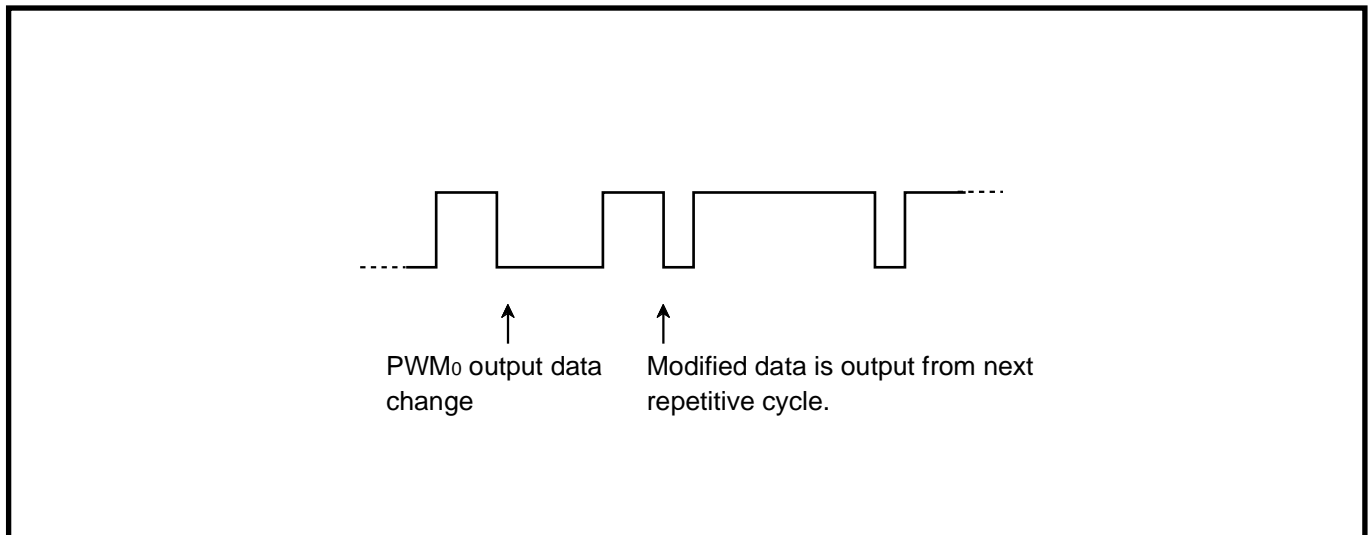 PWM0 output data
change
Modified data is output from next
repetitive cycle.